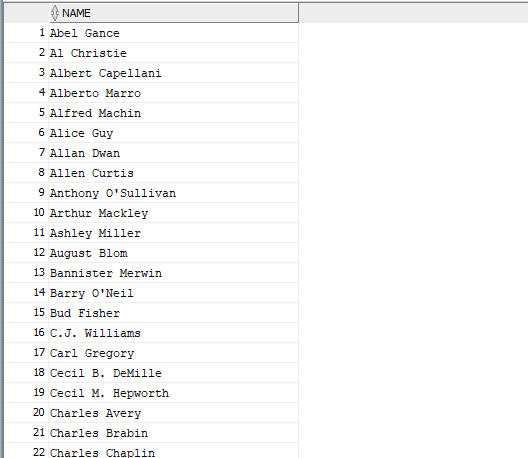 NAME
1 Abel Gance
2 Al Christie
3 Albert Capellani
4 Alberto Marro
5 Alfred Machin
6 Alice Guy
7 Allan Dwan
8 Allen Curtis
9 Anthony O'Sullivan
10 Arthur Mackley
11 Ashley Miller
12 August Blom
13 Bannister Merwin
14 Barry O'Neil
15 Bud Fisher
16 C.J. Williams
17 Carl Gregory
18 Cecil B. DeMille
19 Cecil M. Hepworth
20 Charles Avery
21 Charles Brabin
22 Charles Chaplin